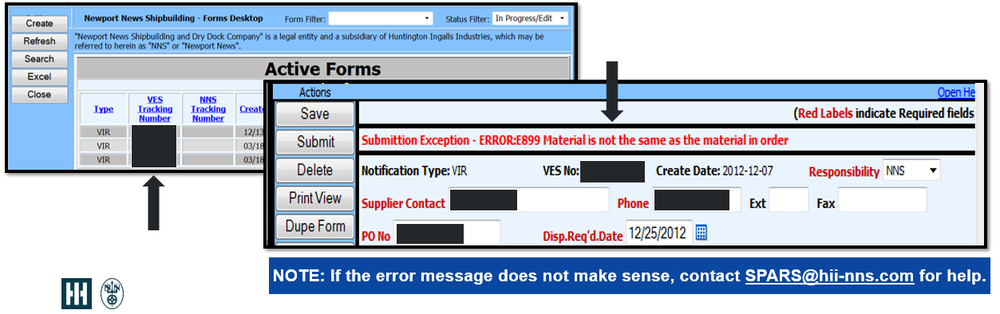 Create
Refresh
Search
Excel
Close
Newport News Shipbuilding - Forms Desktop Form Filter: Status Filter: In Progress/Edit
"Newport News Shipbuilding and Dry Dock Company" is a legal entity and a subsidiary of Huntington Ingalls Industries, which may be
referred to herein as "NNS" or "Newport News".
Active Forms
Type VES Tracking Number NNS Tracking Number Create
VIR 12/13
VIR 03/18
VIR 03/18
Actions Open He
Save
Submit
Delete
Print View
Dupe Form
(Red Labels indicate Required fields
Submittion Exception - ERROR:E899 Material is not the same as the material in order
Notification Type: VIR VES No: Create Date: 2012-12-07 Responsibility NNS
Supplier Contact Phone Ext Fax
PO No Disp.Req'd.Date 12/25/2012
NOTE: If the error message does not make sense, contact SPARS@hii-nns.com for help.